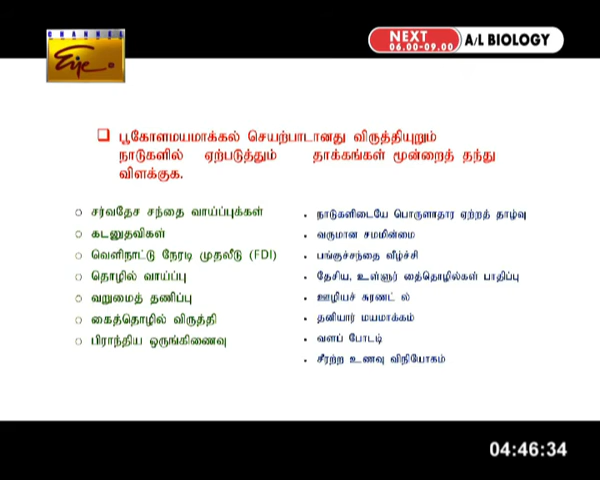 CHANNEL
Eye
NEXT
06.00-09.00
A/L BIOLOGY
பூகோளமயமாக்கல் செயற்பாடானது விருத்தியுறும்
நாடுகளில் ஏற்படுத்தும் தாக்கங்கள் மூன்றைத் தந்து
விளக்குக.
சர்வதேச சந்தை வாய்ப்புக்கள்
கடனுதவிகள்
வெளிநாட்டு நேரடி முதலீடு (FDI)
தொழில் வாய்ப்பு
வறுமைத் தணிப்பு
கைத்தொழில் விருத்தி
பிராந்திய ஒருங்கிணைவு
நாடுகளிடையே பொருளாதார ஏற்றத் தாழ்வு
வருமான சமமின்மை
பங்குச்சந்தை வீழ்ச்சி
தேசிய, உள்ளுர் த்தைொழில்கள் பாதிப்பு
ஊழியச் சுரண்ட ல்
தனியார் மயமாக்கம்
வளப் போட்டி
சீரற்ற உணவு விநியோகம்
04:46:34